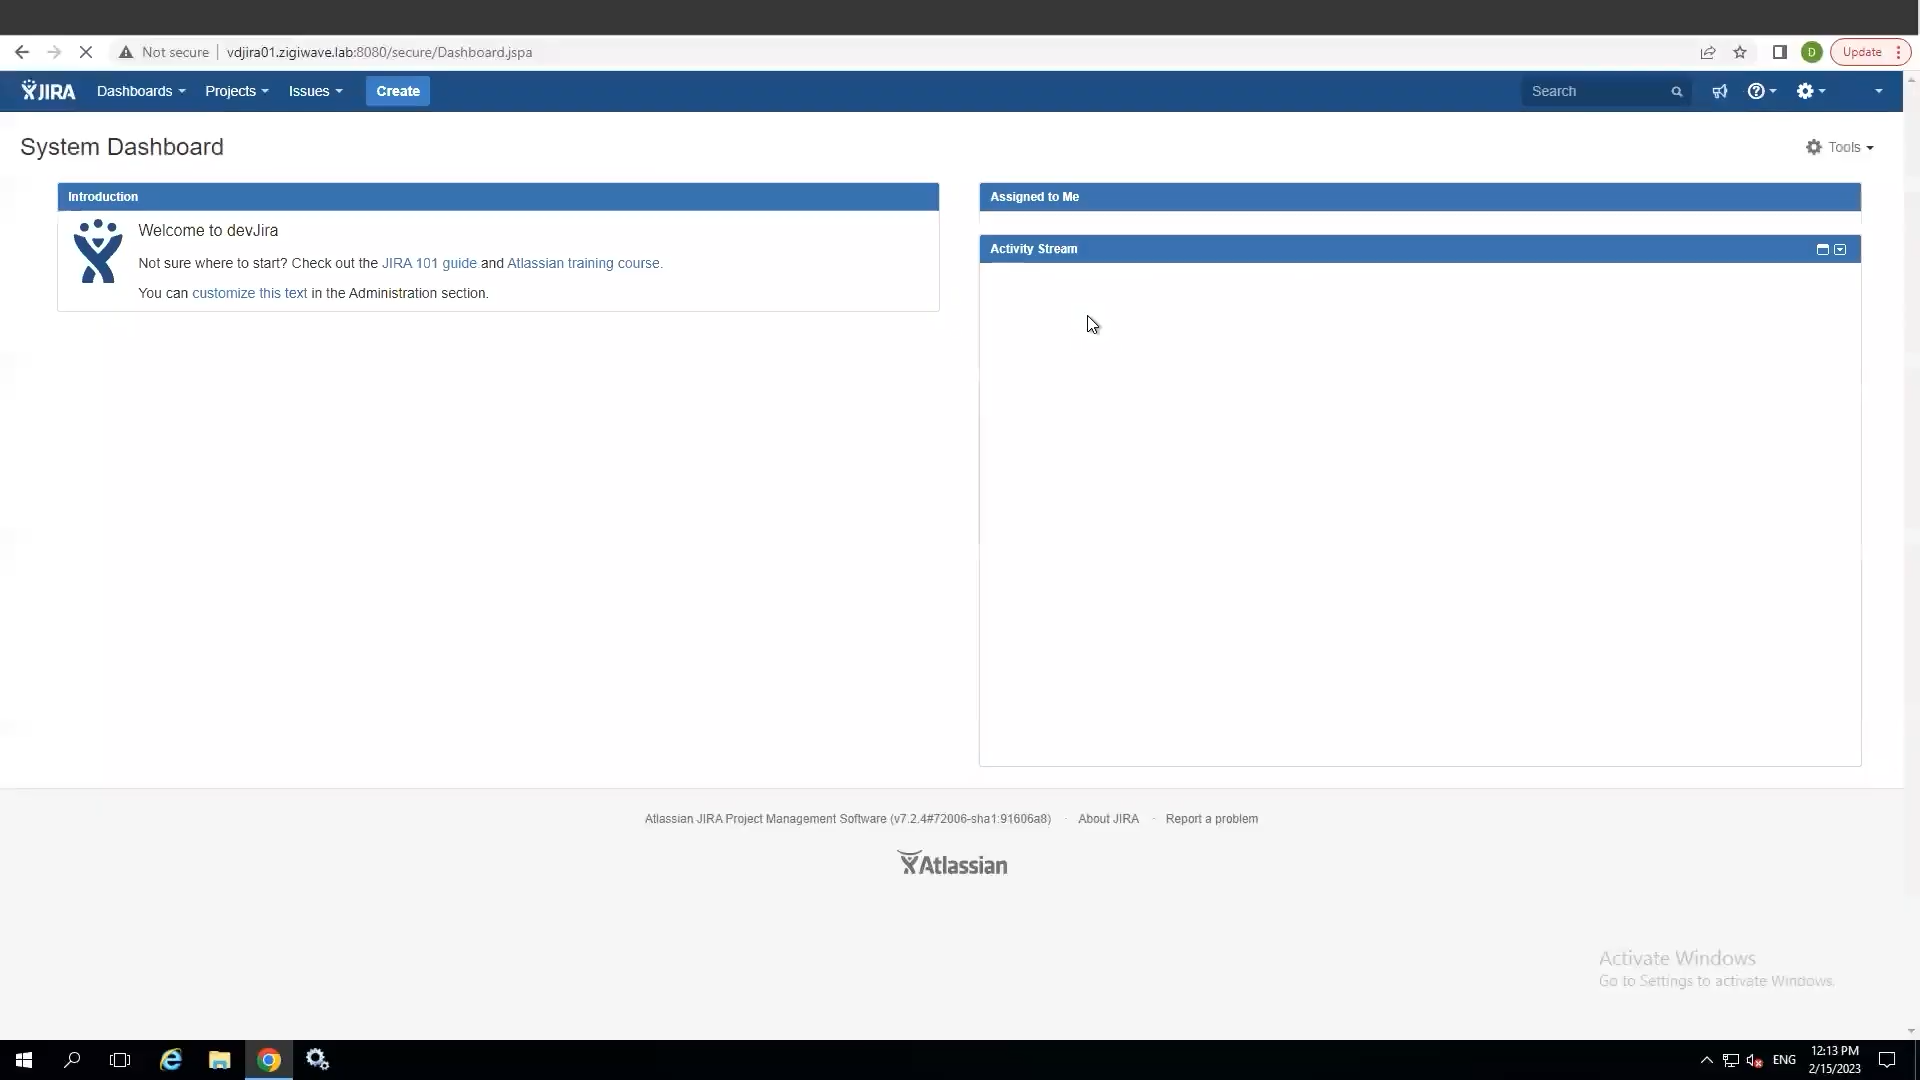 Not secure | vdjira01.zigiwave.lab:8080/secure/Dashboard.jspa
D
Update
JIRA Dashboards Projects Issues Create Search
System Dashboard
Tools
Introduction
Welcome to devJira
Not sure where to start? Check out the JIRA 101 guide and Atlassian training course.
You can customize this text in the Administration section.
Assigned to Me
Activity Stream
Atlassian JIRA Project Management Software (v7.2.4#72006-sha1:91606a8) · About JIRA · Report a problem
Atlassian
Activate Windows
Go to Settings to activate Windows.
ENG
12:13 PM
2/15/2023